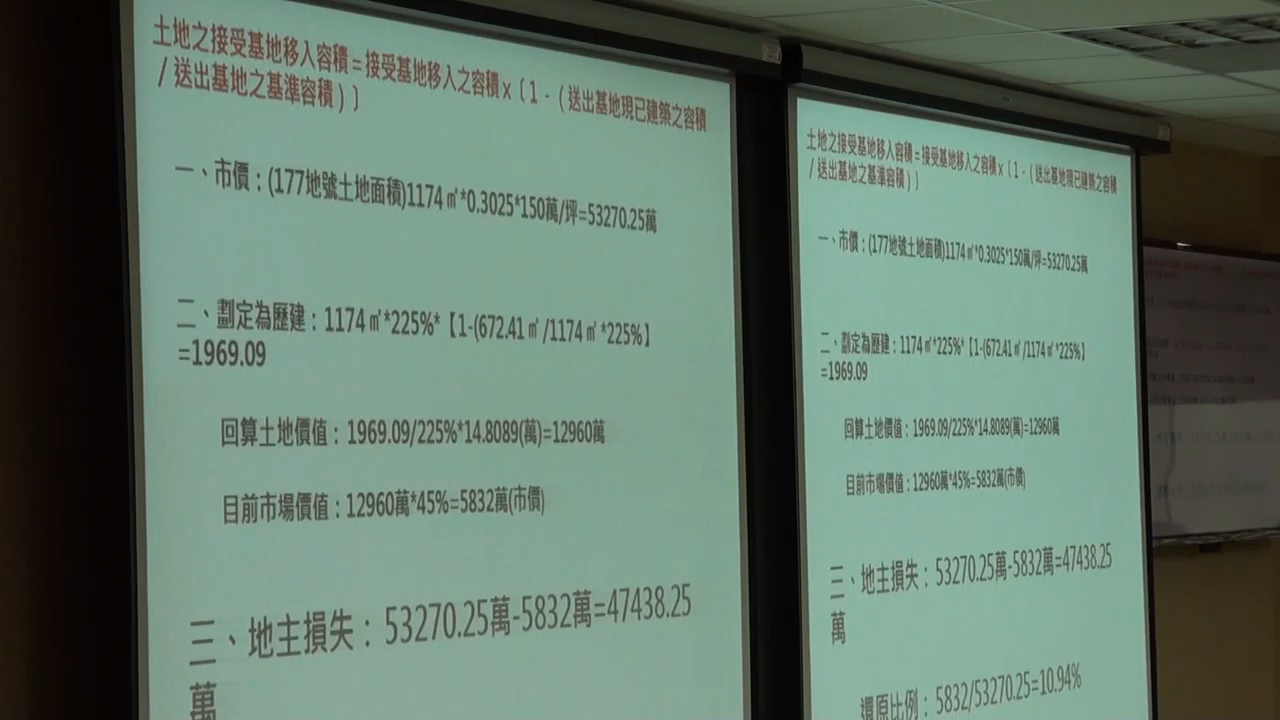 土地之接受基地移入容積 = 接受基地移入之容積 x〔 1 -（送出基地現已建築之容積
/ 送出基地之基準容積 ) 〕
一、市價：(177地號土地面積)1174㎡*0.3025*150萬/坪=53270.25萬
二、劃定為歷建：1174㎡*225%*【1-(672.41㎡/1174㎡*225%】
=1969.09
回算土地價值：1969.09/225%*14.8089(萬)=12960萬
目前市場價值：12960萬*45%=5832萬(市價)
三、地主損失：53270.25萬-5832萬=47438.25
萬
土地之接受基地移入容積 = 接受基地移入之容積 x〔 1 -（送出基地現已建築之容積
/ 送出基地之基準容積 ) 〕
一、市價：(177地號土地面積)1174㎡*0.3025*150萬/坪=53270.25萬
二、劃定為歷建：1174㎡*225%*【1-(672.41㎡/1174㎡*225%】
=1969.09
回算土地價值：1969.09/225%*14.8089(萬)=12960萬
目前市場價值：12960萬*45%=5832萬(市價)
三、地主損失：53270.25萬-5832萬=47438.25
萬
還原比例：5832/53270.25=10.94%